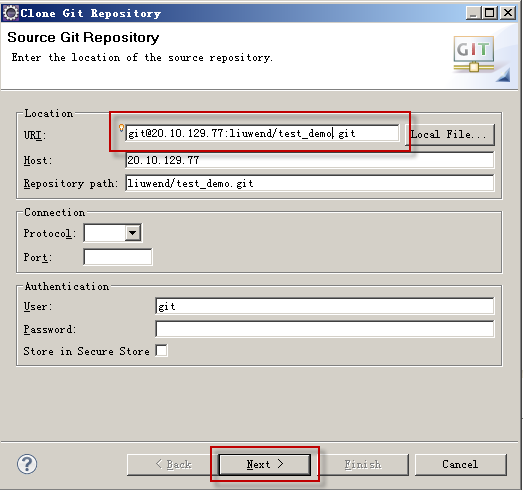 Clone Git Repository
Source Git Repository
Enter the location of the source repository.
GIT
Location
URI: git@20.10.129.77:liuwend/test_demo.git Local File...
Host: 20.10.129.77
Repository path: liuwend/test_demo.git
Connection
Protocol:
Port:
Authentication
User: git
Password:
Store in Secure Store
? < Back Next > Finish Cancel